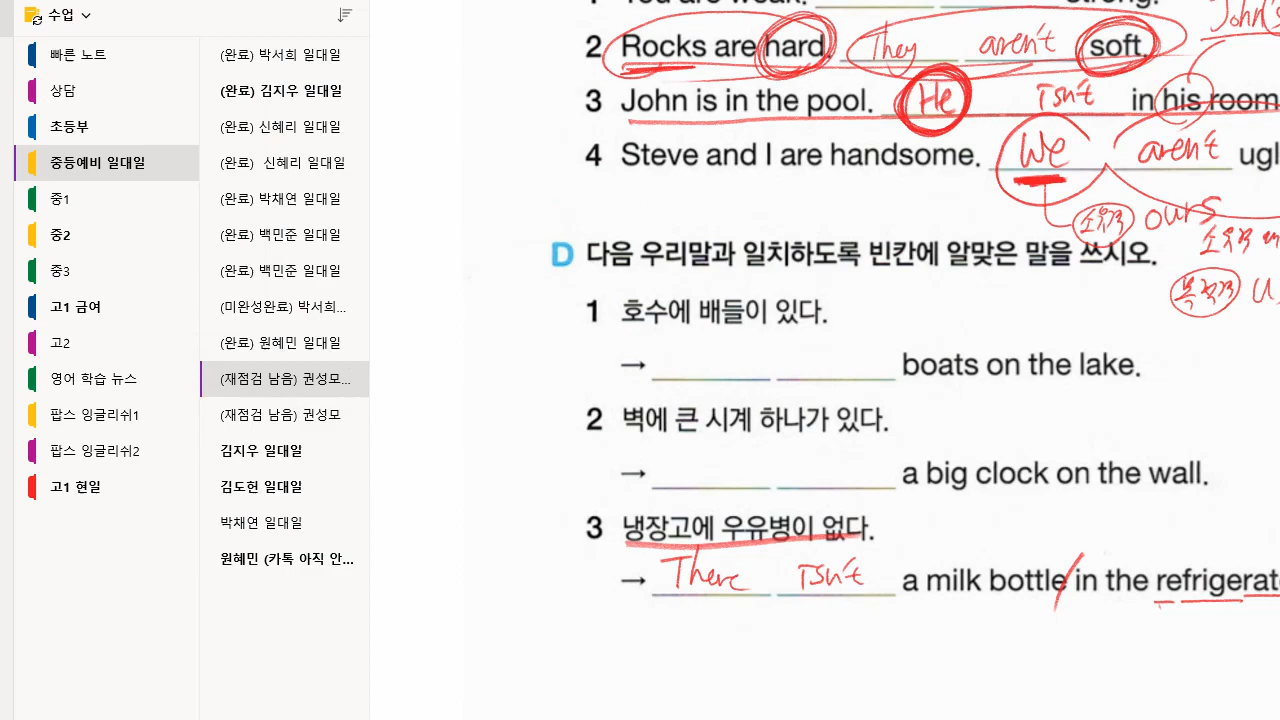 수업
빠른 노트
상담
초등부
중등예비 일대일
중1
중2
중3
고1 금여
고2
영어 학습 뉴스
팝스 잉글리쉬1
팝스 잉글리쉬2
고1 현일
(완료) 박서희 일대일
(완료) 김지우 일대일
(완료) 신혜리 일대일
(완료) 신혜리 일대일
(완료) 박채연 일대일
(완료) 백민준 일대일
(완료) 백민준 일대일
(미완성완료) 박서희...
(완료) 원혜민 일대일
(재점검 남음) 권성모...
(재점검 남음) 권성모
김지우 일대일
김도헌 일대일
박채연 일대일
원혜민 (카톡 아직 안...
John's
2 Rocks are hard. They aren't soft.
3 John is in the pool. He isn't in his room
4 Steve and I are handsome. We aren't ugl
소유격 ours
소유격
목적격
D 다음 우리말과 일치하도록 빈칸에 알맞은 말을 쓰시오.
1 호수에 배들이 있다.
→ boats on the lake.
2 벽에 큰 시계 하나가 있다.
→ a big clock on the wall.
3 냉장고에 우유병이 없다.
→ There isn't a milk bottle / in the refrigerat